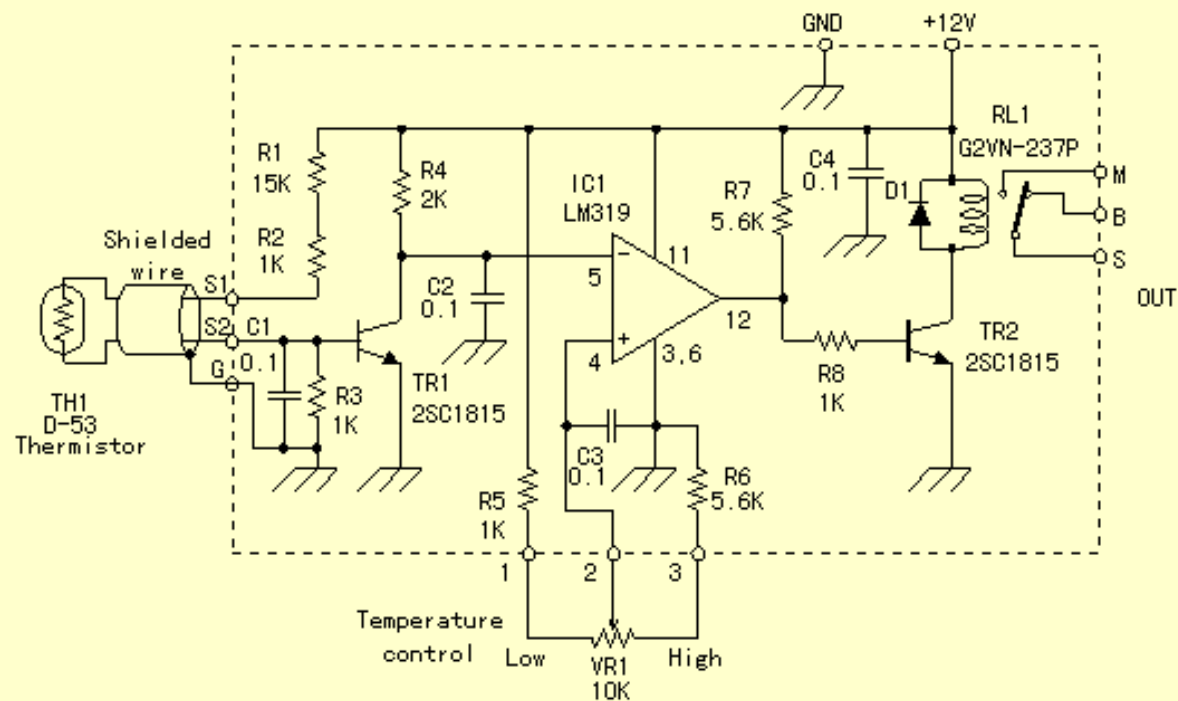 GND
+12V
RL1
G2VN-237P
R1
15K
R4
2K
IC1
LM319
R7
5.6K
C4
0.1
D1
M
B
S
OUT
Shielded
wire
R2
1K
S1
S2
G
C1
0.1
R3
1K
TR1
2SC1815
C2
0.1
−
5
11
+
4
3,6
12
R8
1K
TR2
2SC1815
TH1
D-53
Thermistor
C3
0.1
R5
1K
R6
5.6K
1
2
3
Temperature
control
Low
VR1
10K
High